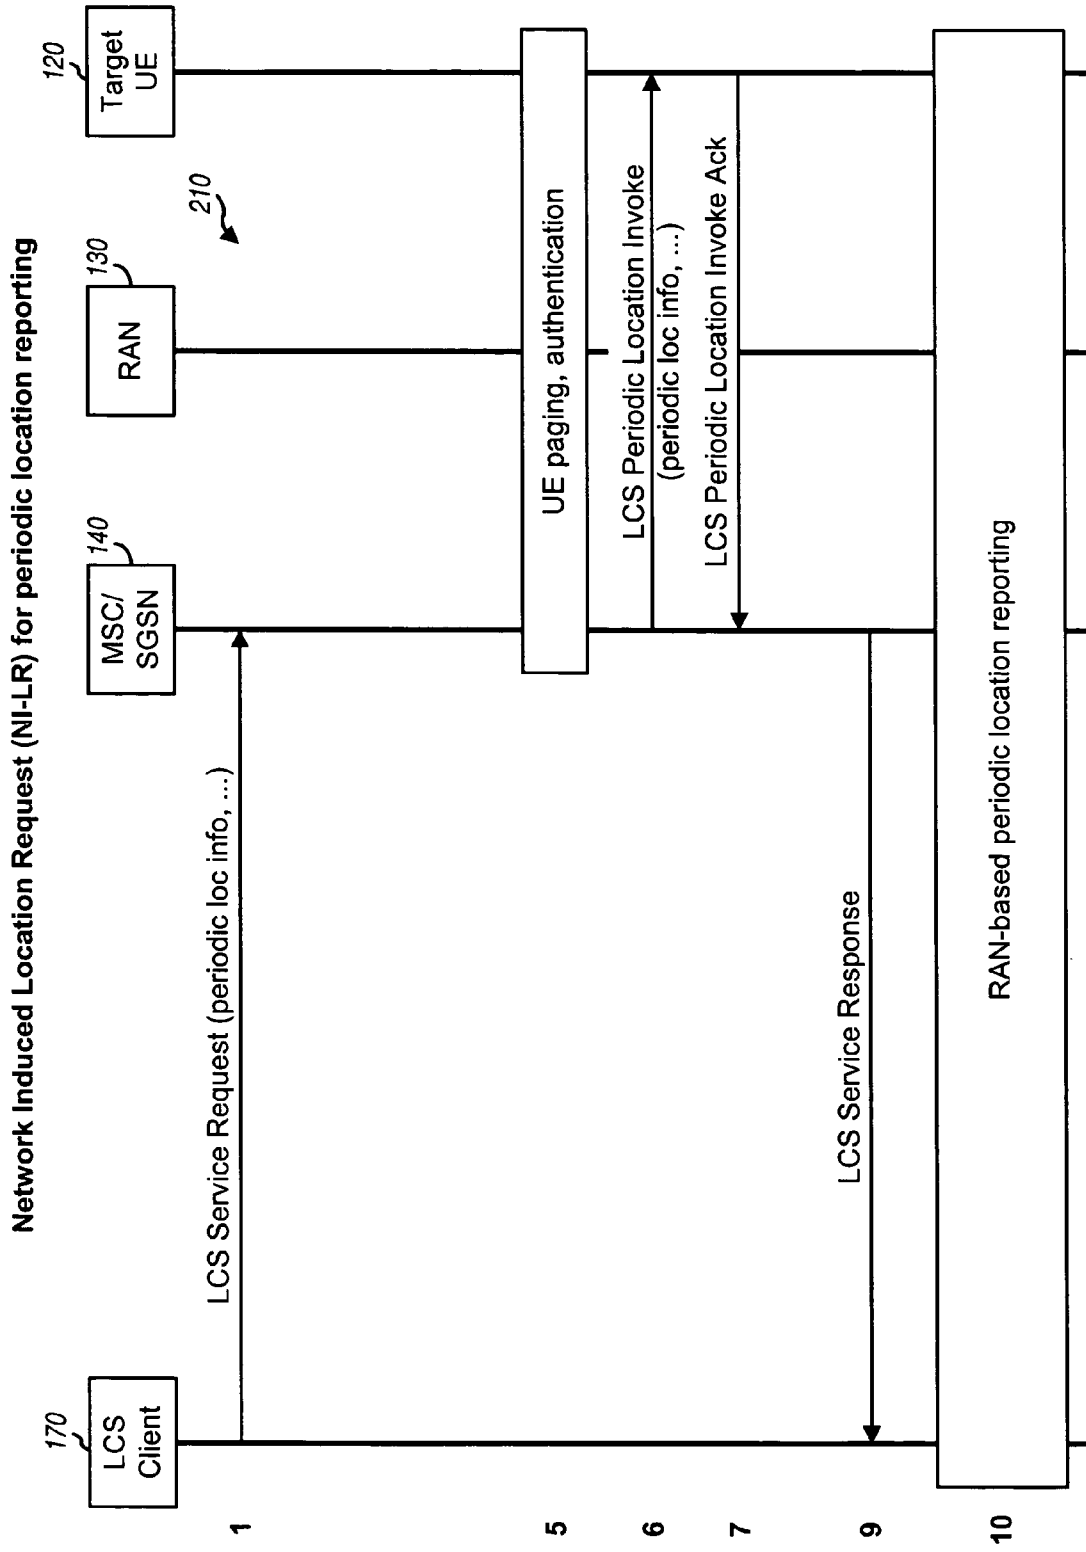 Network Induced Location Request (NI-LR) for periodic location reporting
170
LCS
Client
140
MSC/
SGSN
130
RAN
120
Target
UE
210
1
LCS Service Request (periodic loc info, ...)
5
UE paging, authentication
6
LCS Periodic Location Invoke
(periodic loc info, ...)
7
LCS Periodic Location Invoke Ack
9
LCS Service Response
10
RAN-based periodic location reporting